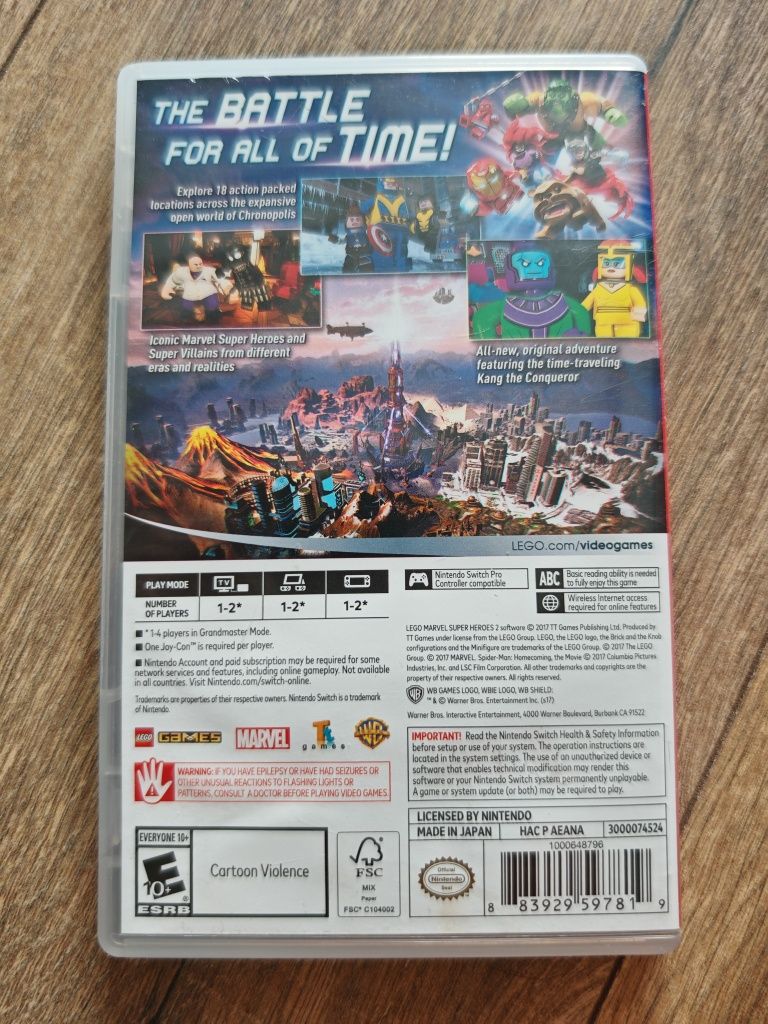 THE BATTLE
FOR ALL OF TIME!
Explore 18 action packed
locations across the expansive
open world of Chronopolis
Iconic Marvel Super Heroes and
Super Villains from different
eras and realities
All-new, original adventure
featuring the time-traveling
Kang the Conqueror
LEGO.com/videogames
PLAY MODE
TV
NUMBER
OF PLAYERS
1-2*
1-2*
1-2*
Nintendo Switch Pro
Controller compatible
ABC
Basic reading ability is needed
to fully enjoy this game
Wireless Internet access
required for online features
■ * 1-4 players in Grandmaster Mode.
■ One Joy-Con™ is required per player.
■ Nintendo Account and paid subscription may be required for some
network services and features, including online gameplay. Not available
in all countries. Visit Nintendo.com/switch-online.
Trademarks are properties of their respective owners. Nintendo Switch is a trademark
of Nintendo.
LEGO MARVEL SUPER HEROES 2 software © 2017 TT Games Publishing Ltd. Produced by
TT Games under license from the LEGO Group. LEGO, the LEGO logo, the Brick and the Knob
configurations and the Minifigure are trademarks of the LEGO Group. © 2017 The LEGO
Group. © 2017 MARVEL. Spider-Man: Homecoming, the Movie © 2017 Columbia Pictures
Industries, Inc. and LSC Film Corporation. All other trademarks and copyrights are the
property of their respective owners. All rights reserved.
WB GAMES LOGO, WBIE LOGO, WB SHIELD:
™ & © Warner Bros. Entertainment Inc. (s17)
Warner Bros. Interactive Entertainment, 4000 Warner Boulevard, Burbank CA 91522
LEGO GAMES
MARVEL
Tt
games
WB
WARNING: IF YOU HAVE EPILEPSY OR HAVE HAD SEIZURES OR
OTHER UNUSUAL REACTIONS TO FLASHING LIGHTS OR
PATTERNS, CONSULT A DOCTOR BEFORE PLAYING VIDEO GAMES.
IMPORTANT! Read the Nintendo Switch Health & Safety Information
before setup or use of your system. The operation instructions are
located in the system settings. The use of an unauthorized device or
software that enables technical modification may render this
software or your Nintendo Switch system permanently unplayable.
A game or system update (or both) may be required to play.
EVERYONE 10+
E
10+
®
ESRB
Cartoon Violence
FSC
MIX
Paper
FSC® C104002
LICENSED BY NINTENDO
MADE IN JAPAN
HAC P AEANA
3000074524
1000648796
Official
Nintendo
Seal
8 83929 59781 9